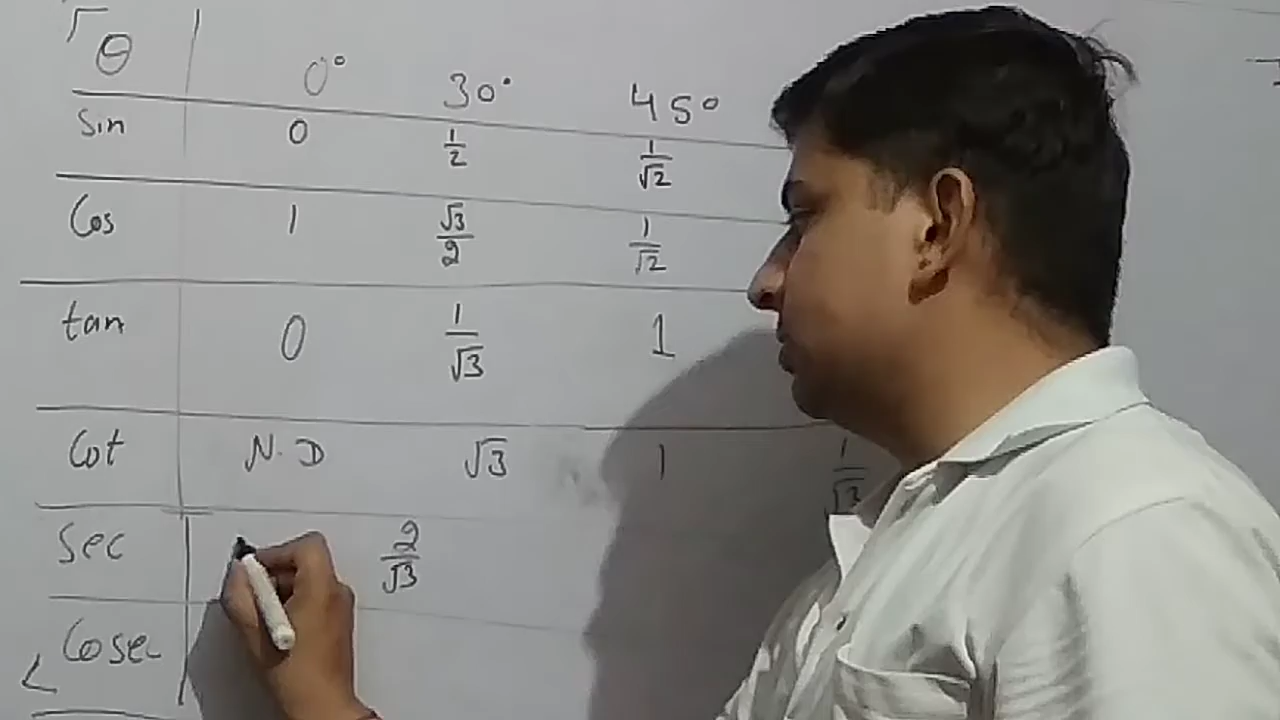 θ 0° 30° 45°
Sin 0 1/2 1/√2
Cos 1 √3/2 1/√2
tan 0 1/√3 1
Cot N.D √3 1 1/√3
Sec 2/√3
Cosec